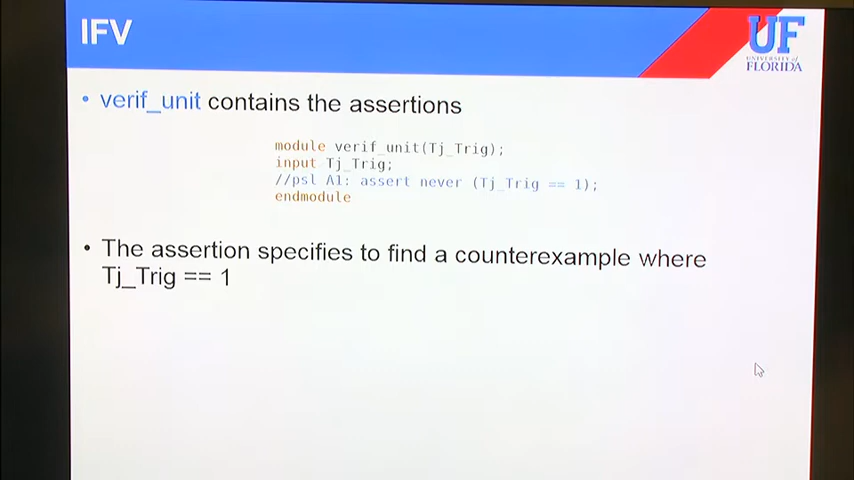 IFV
UF
UNIVERSITY of
FLORIDA
• verif_unit contains the assertions
module verif_unit(Tj_Trig);
input Tj_Trig;
//psl A1: assert never (Tj_Trig == 1);
endmodule
• The assertion specifies to find a counterexample where
Tj_Trig == 1